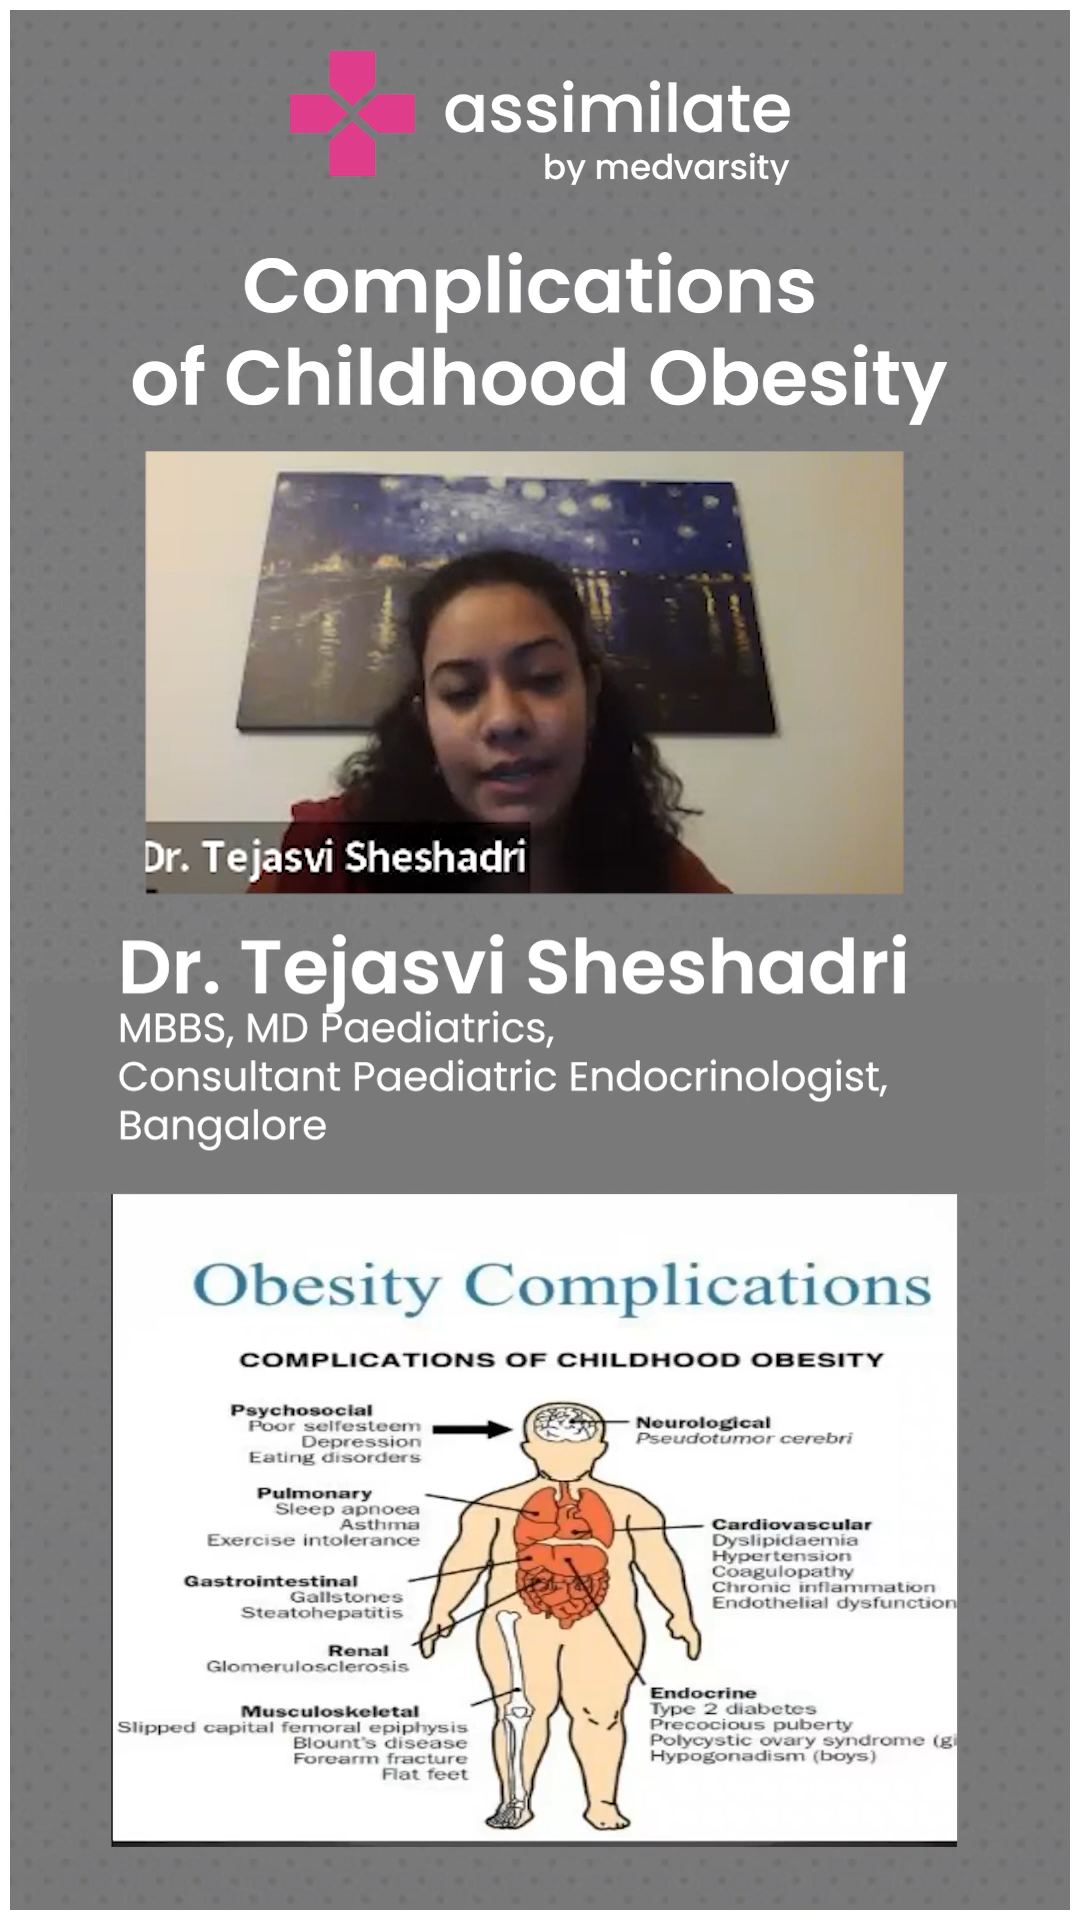 assimilate
by medvarsity
Complications
of Childhood Obesity
Dr. Tejasvi Sheshadri
Dr. Tejasvi Sheshadri
MBBS, MD Paediatrics,
Consultant Paediatric Endocrinologist,
Bangalore
Obesity Complications
COMPLICATIONS OF CHILDHOOD OBESITY
Psychosocial
Poor selfesteem
Depression
Eating disorders
Neurological
Pseudotumor cerebri
Pulmonary
Sleep apnoea
Asthma
Exercise intolerance
Cardiovascular
Dyslipidaemia
Hypertension
Coagulopathy
Chronic inflammation
Endothelial dysfunction
Gastrointestinal
Gallstones
Steatohepatitis
Renal
Glomerulosclerosis
Musculoskeletal
Slipped capital femoral epiphysis
Blount's disease
Forearm fracture
Flat feet
Endocrine
Type 2 diabetes
Precocious puberty
Polycystic ovary syndrome (gi
Hypogonadism (boys)